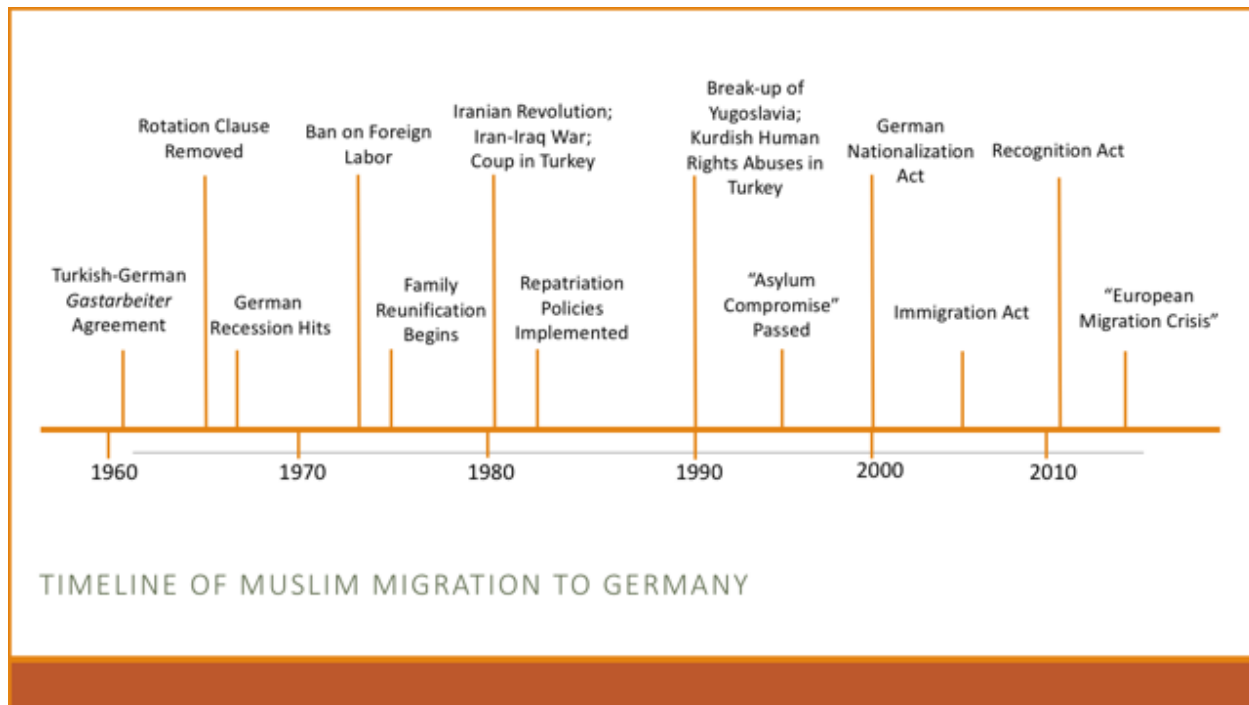 Rotation Clause
Removed
Ban on Foreign
Labor
Iranian Revolution;
Iran-Iraq War;
Coup in Turkey
Break-up of
Yugoslavia;
Kurdish Human
Rights Abuses in
Turkey
German
Nationalization
Act
Recognition Act
Turkish-German
Gastarbeiter
Agreement
German
Recession Hits
Family
Reunification
Begins
Repatriation
Policies
Implemented
“Asylum
Compromise”
Passed
Immigration Act
“European
Migration Crisis”
1960
1970
1980
1990
2000
2010
TIMELINE OF MUSLIM MIGRATION TO GERMANY